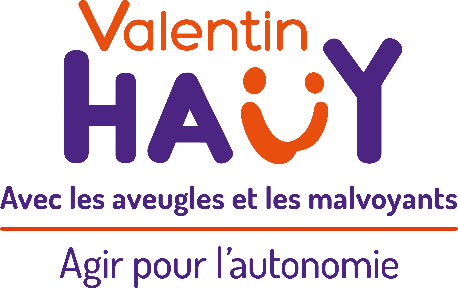 Valentin
HAÜY
Avec les aveugles et les malvoyants
Agir pour l'autonomie